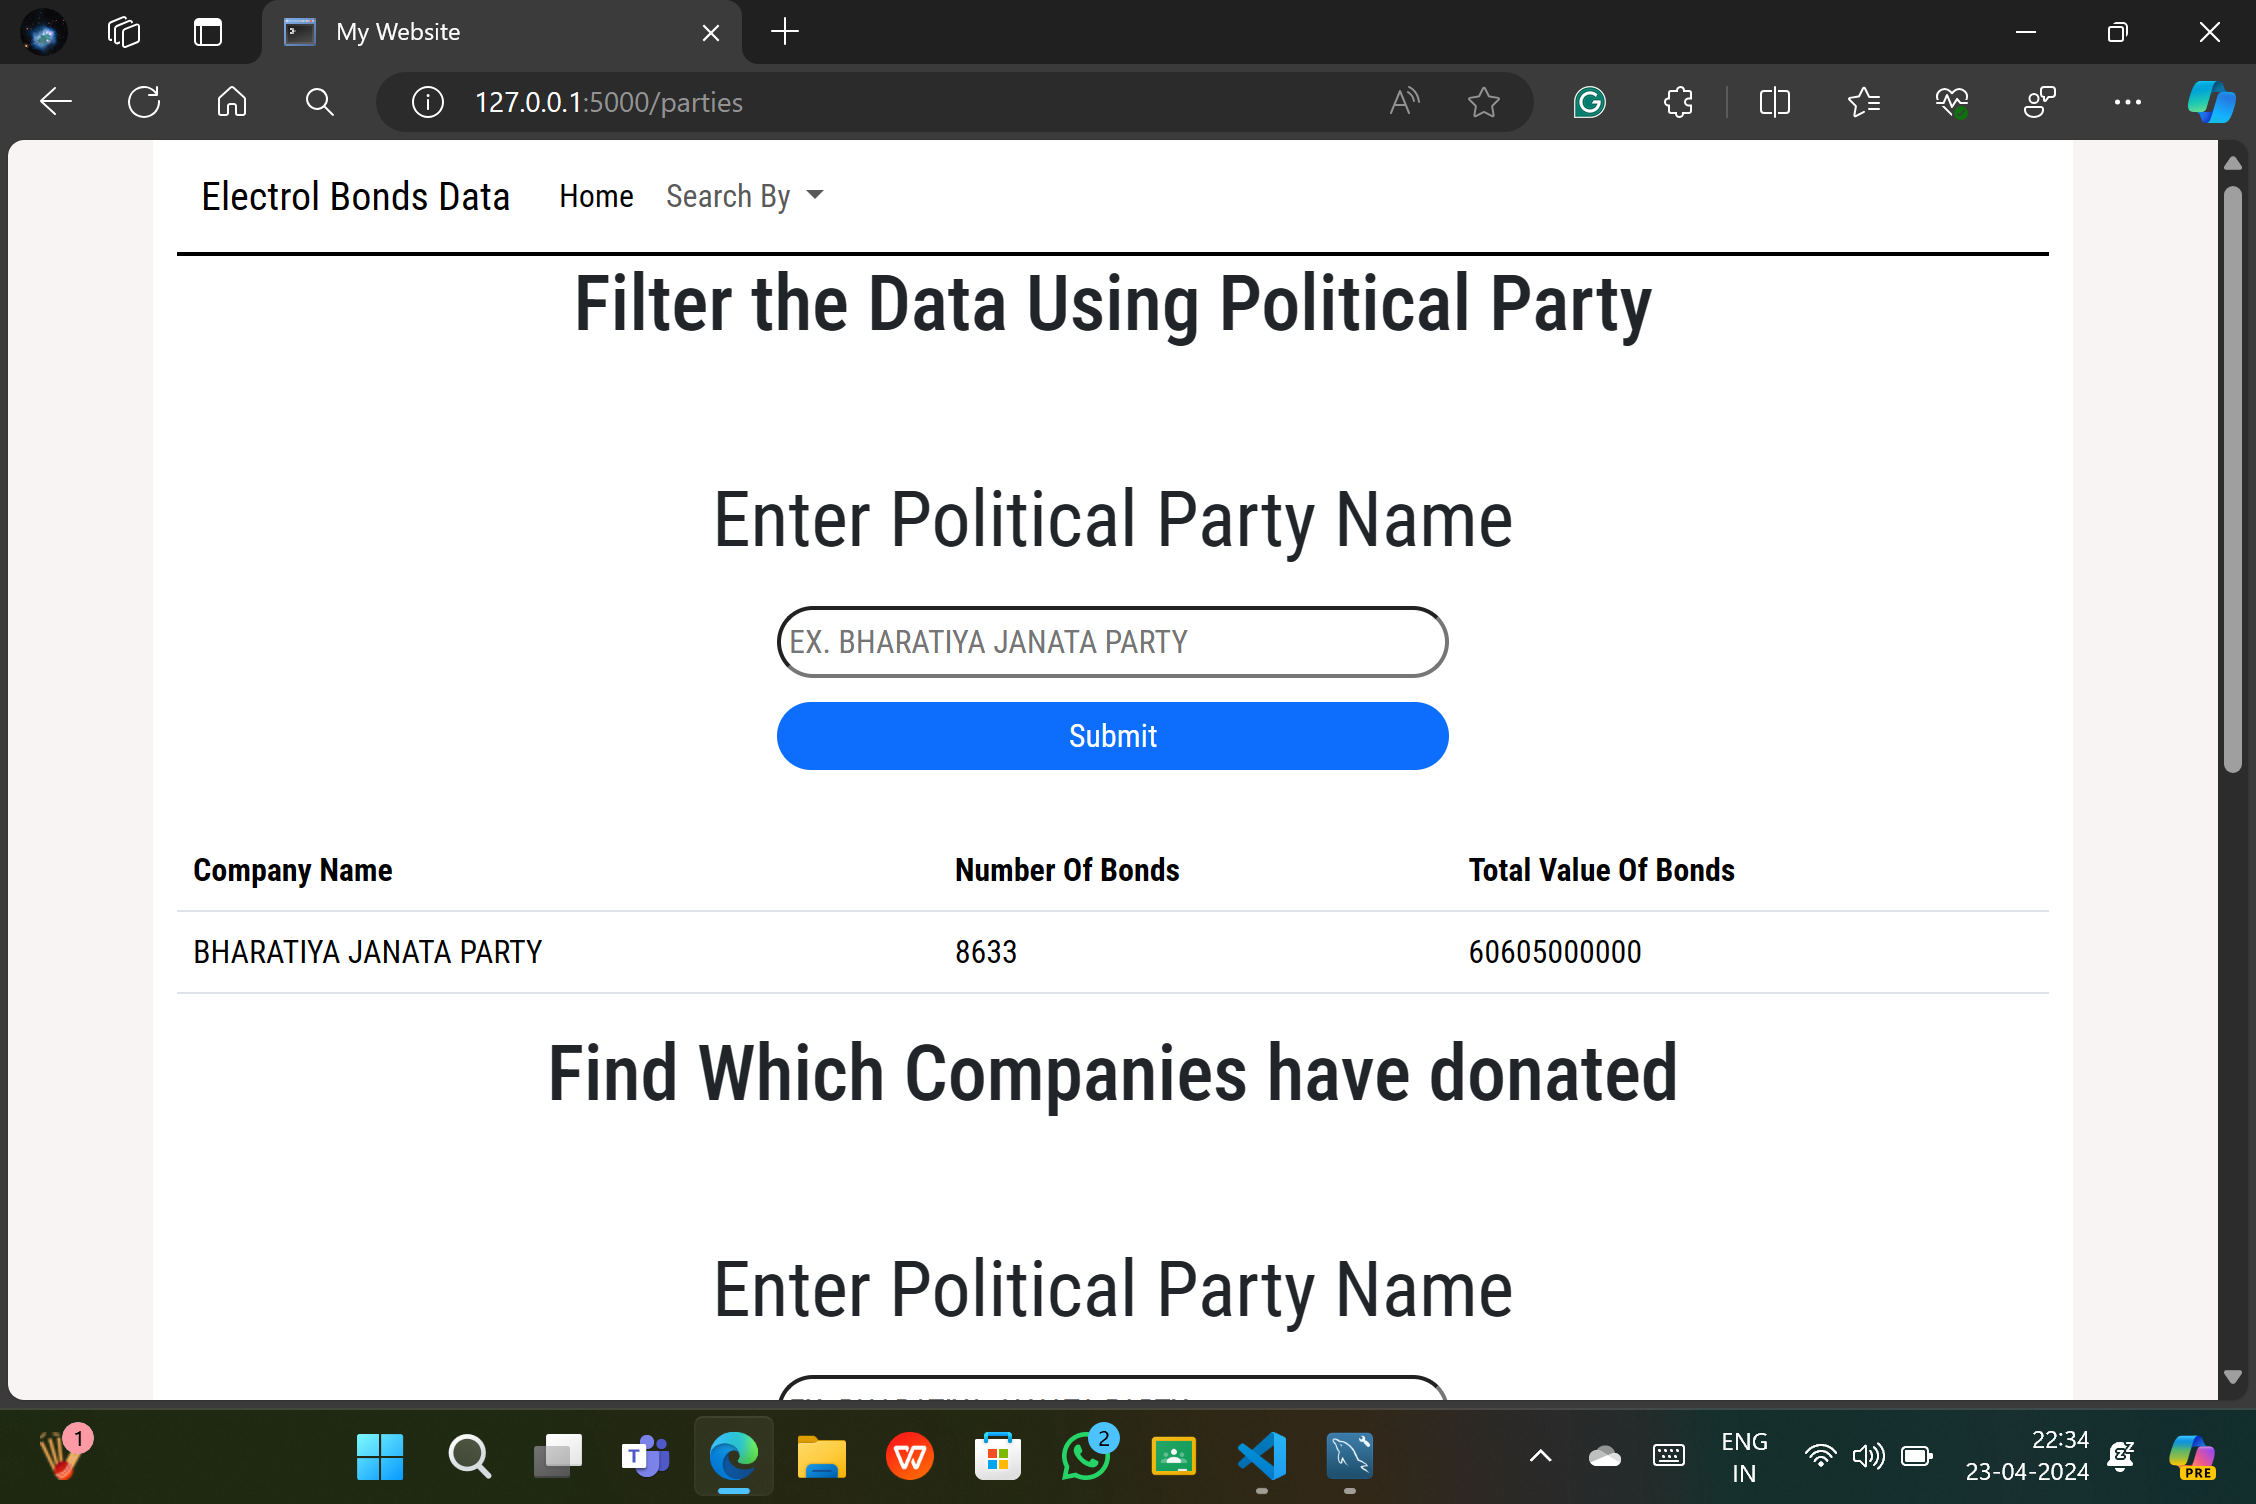 My Website
127.0.0.1:5000/parties
Electrol Bonds Data Home Search By
Filter the Data Using Political Party
Enter Political Party Name
EX. BHARATIYA JANATA PARTY
Submit
Company Name Number Of Bonds Total Value Of Bonds
BHARATIYA JANATA PARTY 8633 60605000000
Find Which Companies have donated
Enter Political Party Name
1
2
ENG
IN
22:34
23-04-2024
PRE